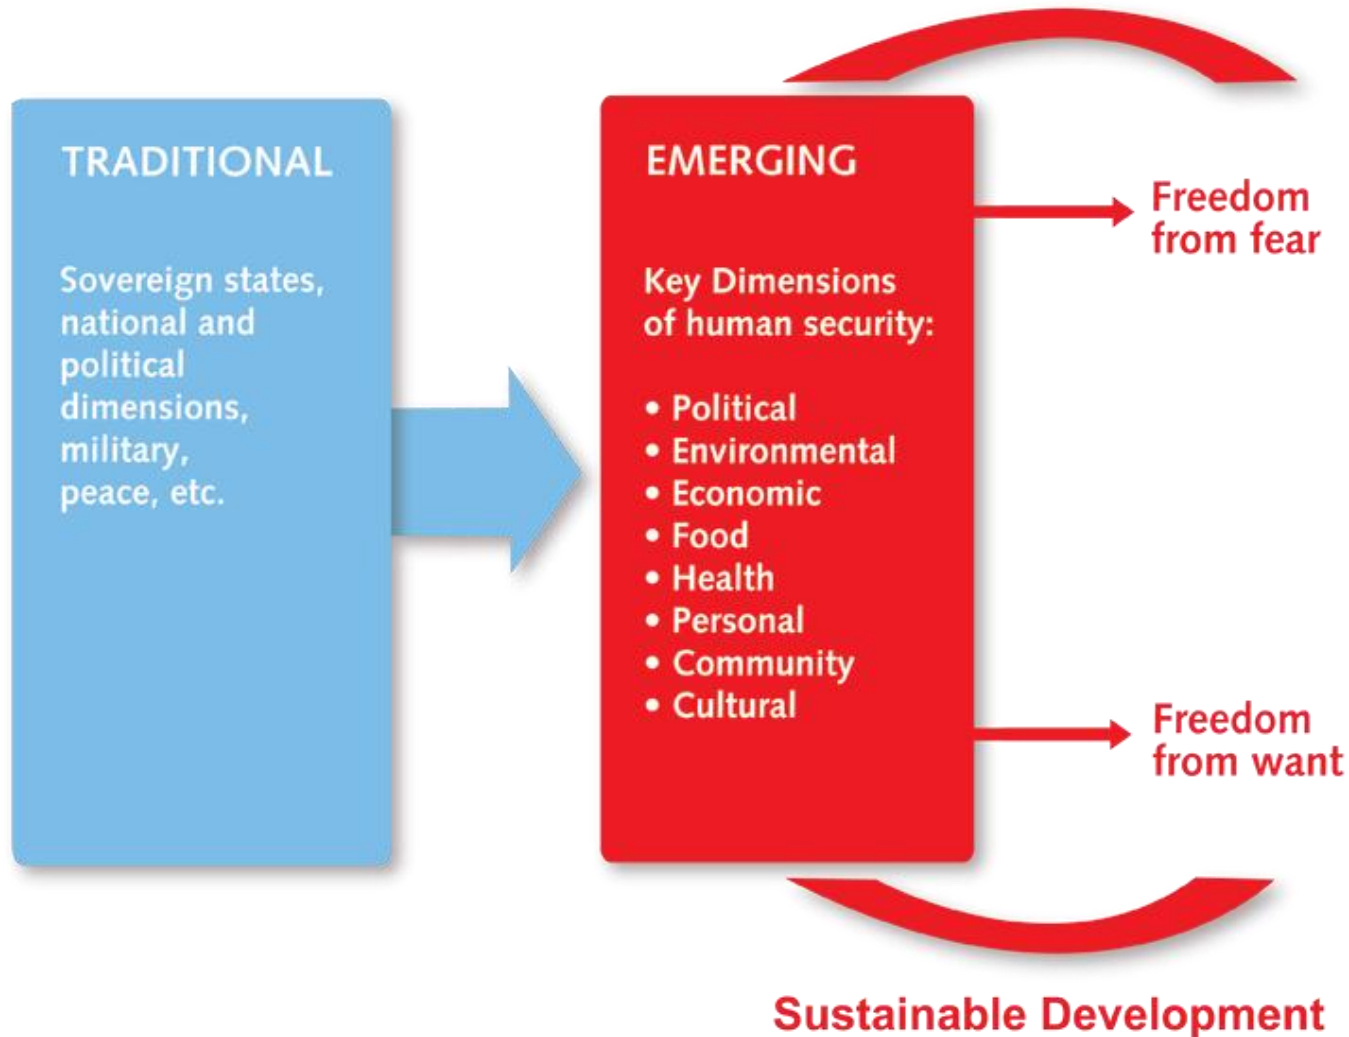 TRADITIONAL
Sovereign states,
national and
political
dimensions,
military,
peace, etc.
EMERGING
Key Dimensions
of human security:
• Political
• Environmental
• Economic
• Food
• Health
• Personal
• Community
• Cultural
Freedom
from fear
Freedom
from want
Sustainable Development